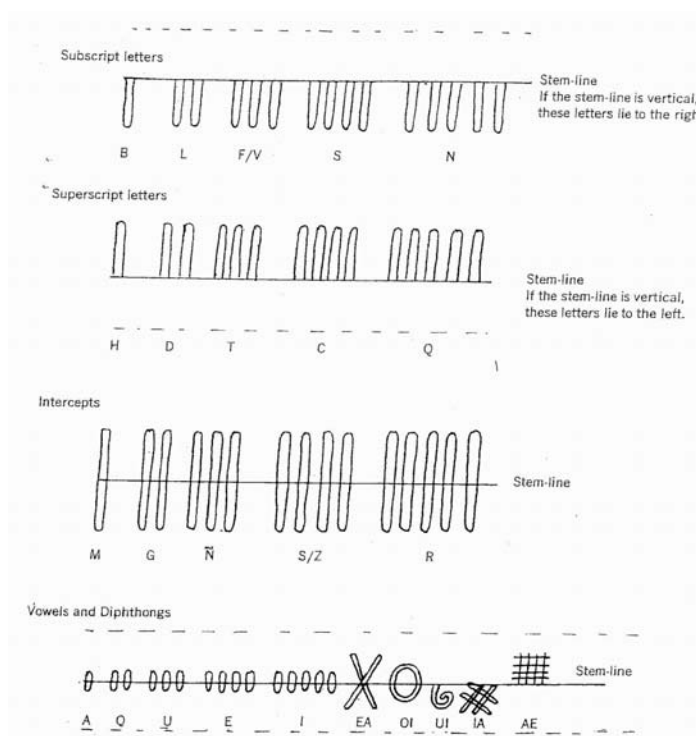 Subscript letters
Stem-line
If the stem-line is vertical,
these letters lie to the righ
B L F/V S N
Superscript letters
Stem-line
If the stem-line is vertical,
these letters lie to the left.
H D T C Q
Intercepts
Stem-line
M G Ñ S/Z R
Vowels and Diphthongs
Stem-line
A O U E I EA OI UI IA AE